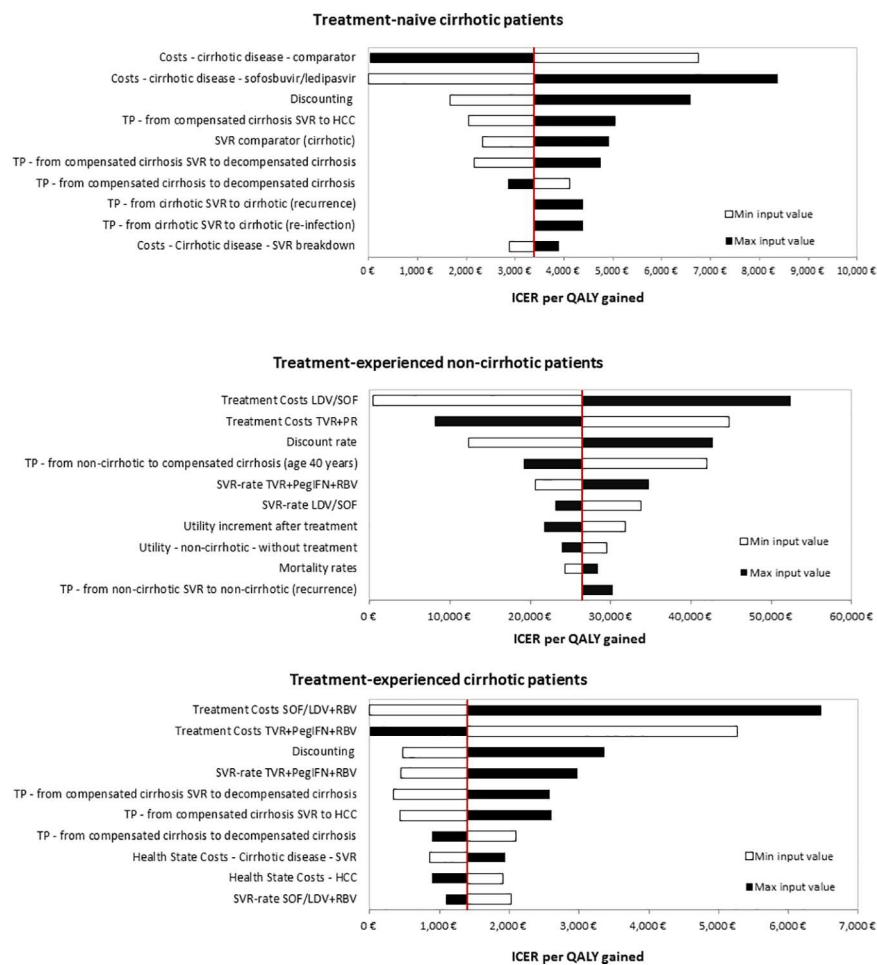 Treatment-naive cirrhotic patients
Costs - cirrhotic disease - comparator
Costs - cirrhotic disease - sofosbuvir/ledipasvir
Discounting
TP - from compensated cirrhosis SVR to HCC
SVR comparator (cirrhotic)
TP - from compensated cirrhosis SVR to decompensated cirrhosis
TP - from compensated cirrhosis to decompensated cirrhosis
TP - from cirrhotic SVR to cirrhotic (recurrence)
TP - from cirrhotic SVR to cirrhotic (re-infection)
Costs - Cirrhotic disease - SVR breakdown
Min input value
Max input value
0 € 2,000 € 3,000 € 4,000 € 5,000 € 6,000 € 7,000 € 8,000 € 9,000 € 10,000 €
ICER per QALY gained
Treatment-experienced non-cirrhotic patients
Treatment Costs LDV/SOF
Treatment Costs TVR+PR
Discount rate
TP - from non-cirrhotic to compensated cirrhosis (age 40 years)
SVR-rate TVR+PegIFN+RBV
SVR-rate LDV/SOF
Utility increment after treatment
Utility - non-cirrhotic - without treatment
Mortality rates
TP - from non-cirrhotic SVR to non-cirrhotic (recurrence)
Min input value
Max input value
0 € 10,000 € 20,000 € 30,000 € 40,000 € 50,000 € 60,000 €
ICER per QALY gained
Treatment-experienced cirrhotic patients
Treatment Costs SOF/LDV+RBV
Treatment Costs TVR+PegIFN+RBV
Discounting
SVR-rate TVR+PegIFN+RBV
TP - from compensated cirrhosis SVR to decompensated cirrhosis
TP - from compensated cirrhosis SVR to HCC
TP - from compensated cirrhosis to decompensated cirrhosis
Health State Costs - Cirrhotic disease - SVR
Health State Costs - HCC
SVR-rate SOF/LDV+RBV
Min input value
Max input value
0 € 1,000 € 2,000 € 3,000 € 4,000 € 5,000 € 6,000 € 7,000 €
ICER per QALY gained